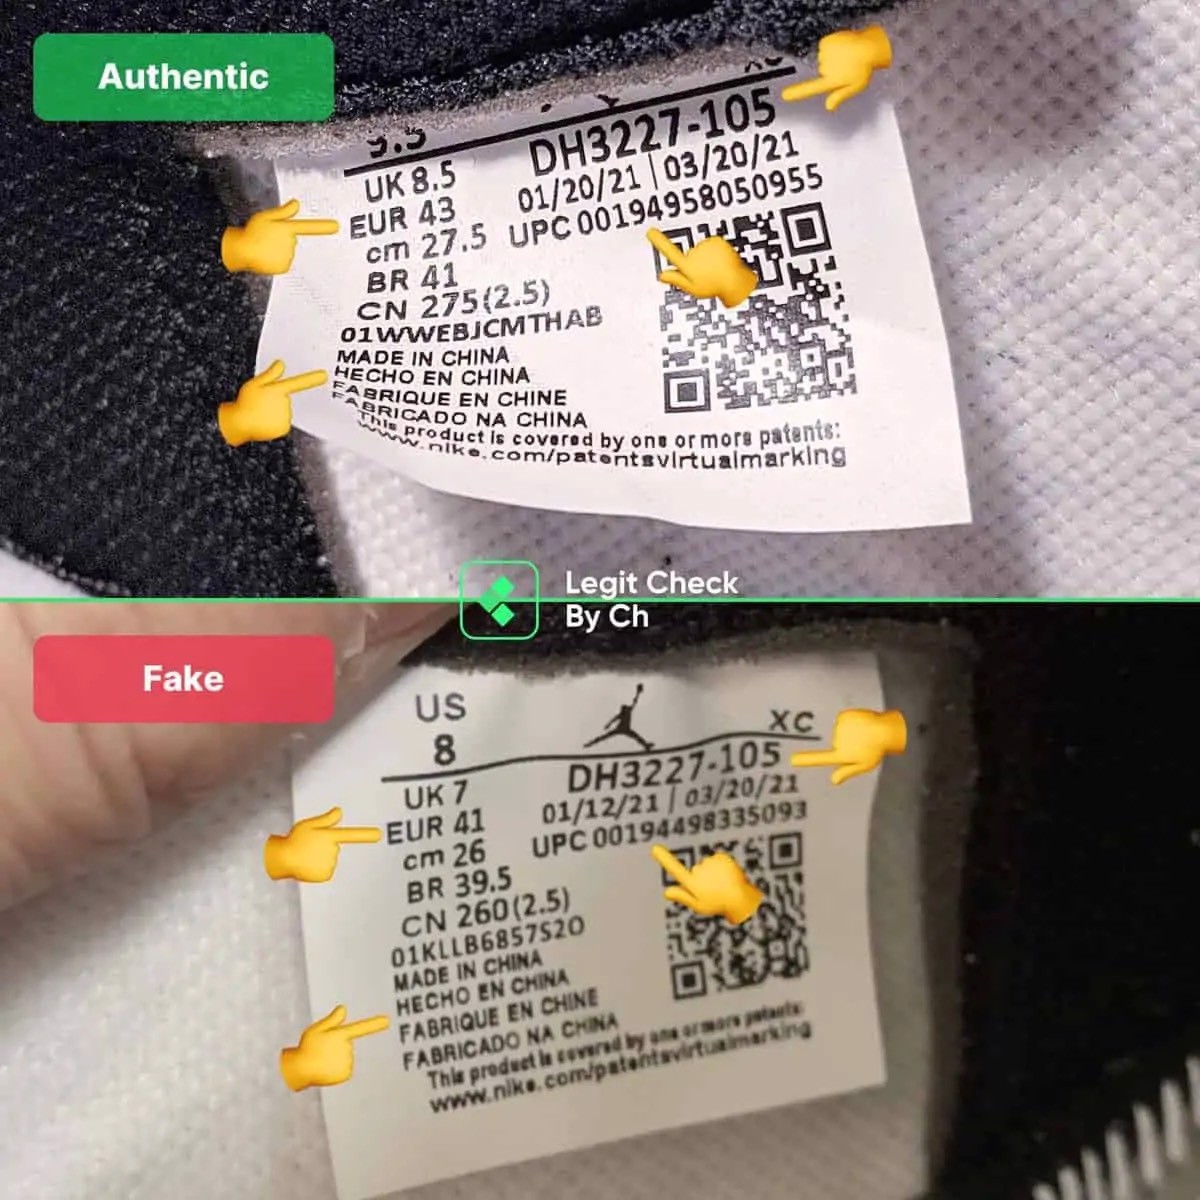 Authentic
9.5
DH3227-105
UK 8.5
01/20/21 | 03/20/21
EUR 43
UPC 00194958050955
cm 27.5
BR 41
CN 275(2.5)
01WWEBJCMTHAB
MADE IN CHINA
HECHO EN CHINA
FABRIQUE EN CHINE
FABRICADO NA CHINA
This product is covered by one or more patents:
www.nike.com/patentsvirtualmarking
Legit Check
By Ch
Fake
US
XC
8
DH3227-105
UK 7
01/12/21 | 03/20/21
EUR 41
UPC 00194498335093
cm 26
BR 39.5
CN 260(2.5)
01KLLB6857S20
MADE IN CHINA
HECHO EN CHINA
FABRIQUE EN CHINE
FABRICADO NA CHINA
This product is covered by one or more patents:
www.nike.com/patentsvirtualmarking